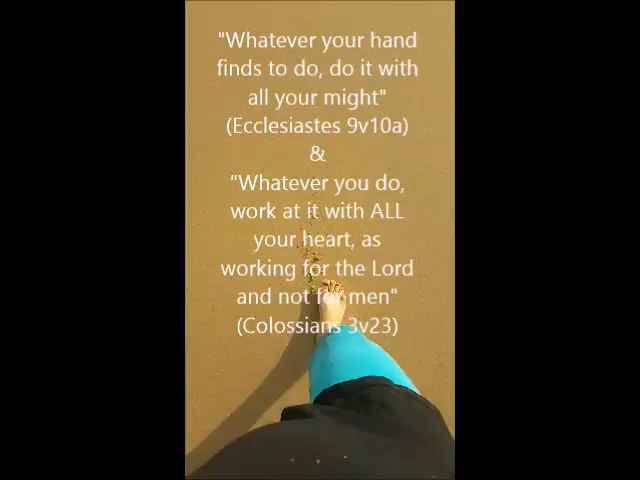 "Whatever your hand
finds to do, do it with
all your might"
(Ecclesiastes 9v10a)
&
"Whatever you do,
work at it with ALL
your heart, as
working for the Lord
and not for men"
(Colossians 3v23)